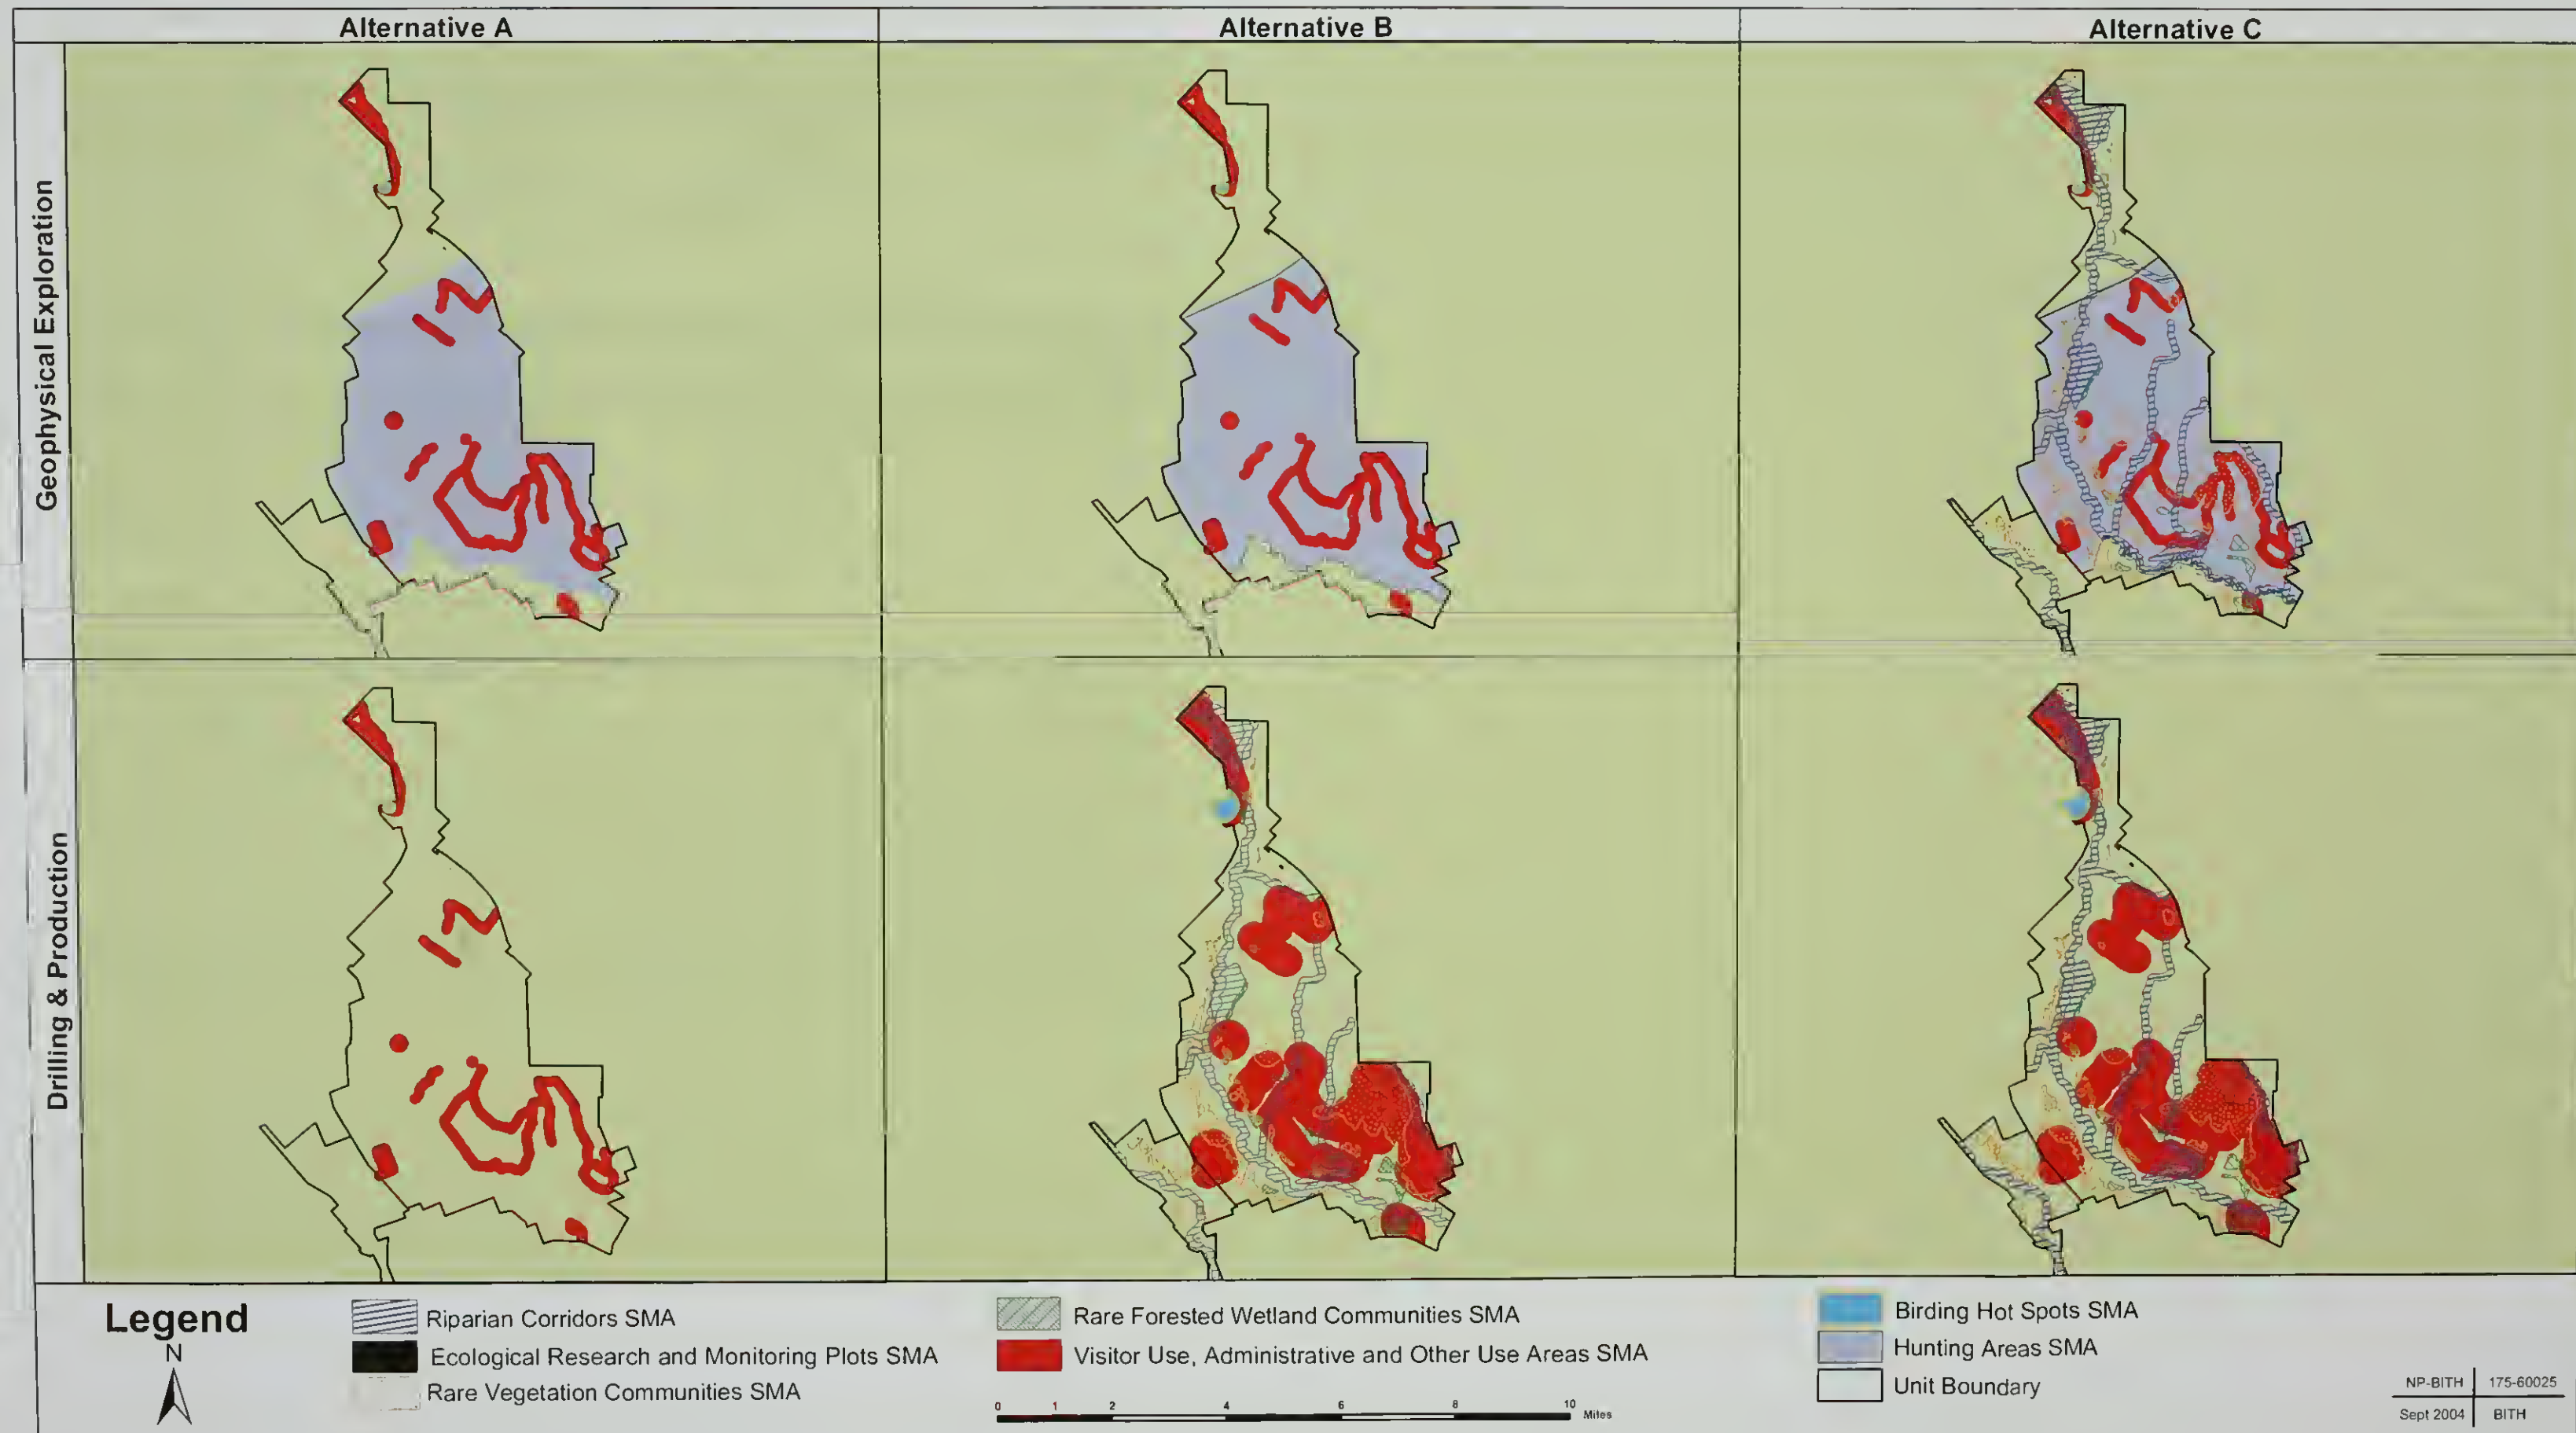 Alternative A
Alternative B
Alternative C
Geophysical Exploration
Drilling & Production
Legend
N
Riparian Corridors SMA
Ecological Research and Monitoring Plots SMA
Rare Vegetation Communities SMA
Rare Forested Wetland Communities SMA
Visitor Use, Administrative and Other Use Areas SMA
0 1 2 4 6 8 10
Miles
Birding Hot Spots SMA
Hunting Areas SMA
Unit Boundary
NP-BITH 175-60025
Sept 2004 BITH